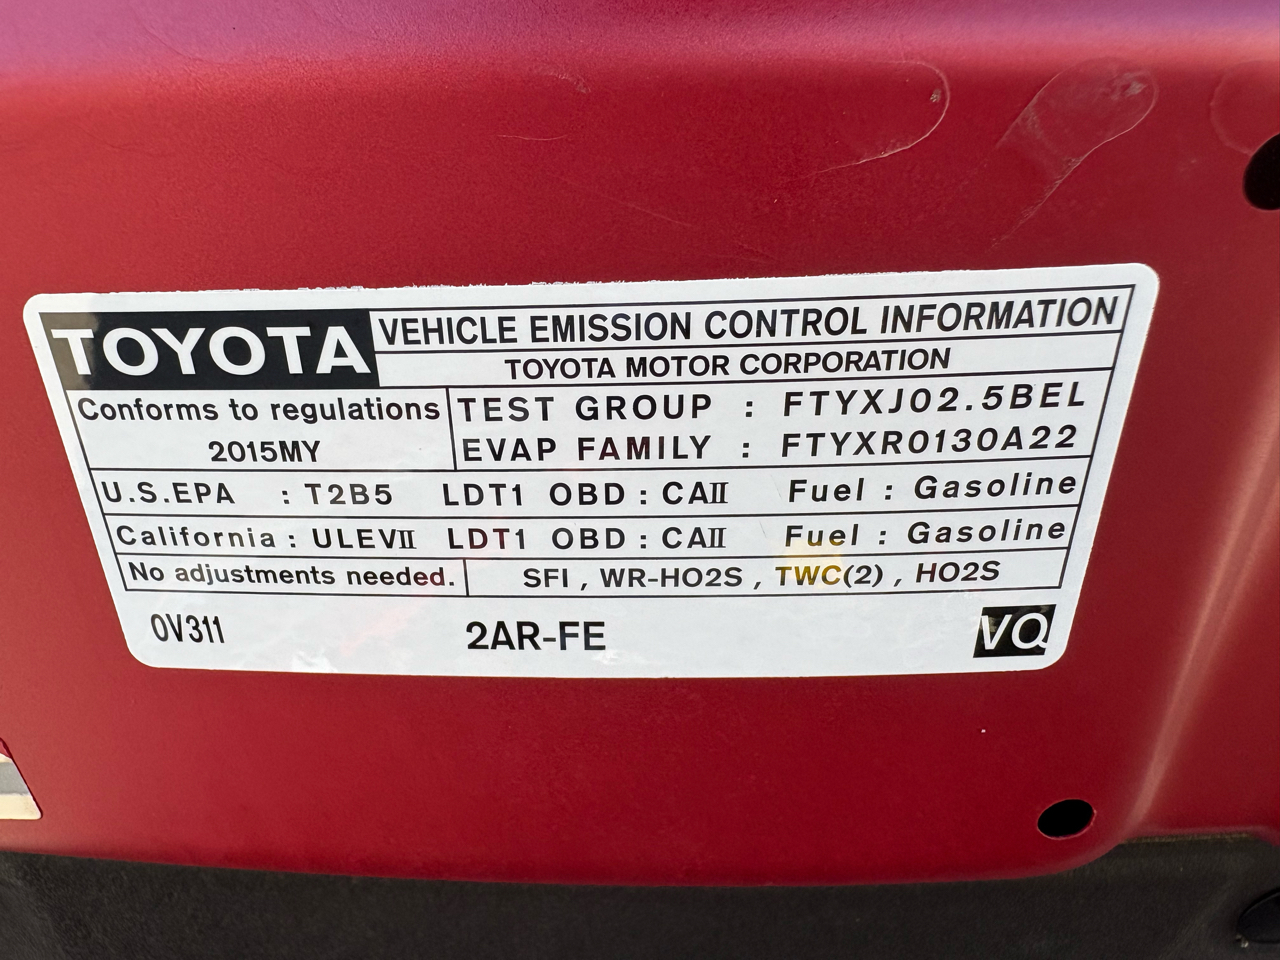 TOYOTA VEHICLE EMISSION CONTROL INFORMATION
TOYOTA MOTOR CORPORATION
Conforms to regulations
2015MY
TEST GROUP : FTYXJ02.5BEL
EVAP FAMILY : FTYXR0130A22
U.S.EPA : T2B5 LDT1 OBD : CAII Fuel : Gasoline
California : ULEVII LDT1 OBD : CAII Fuel : Gasoline
No adjustments needed. SFI , WR-HO2S , TWC(2) , HO2S
0V311 2AR-FE VQ